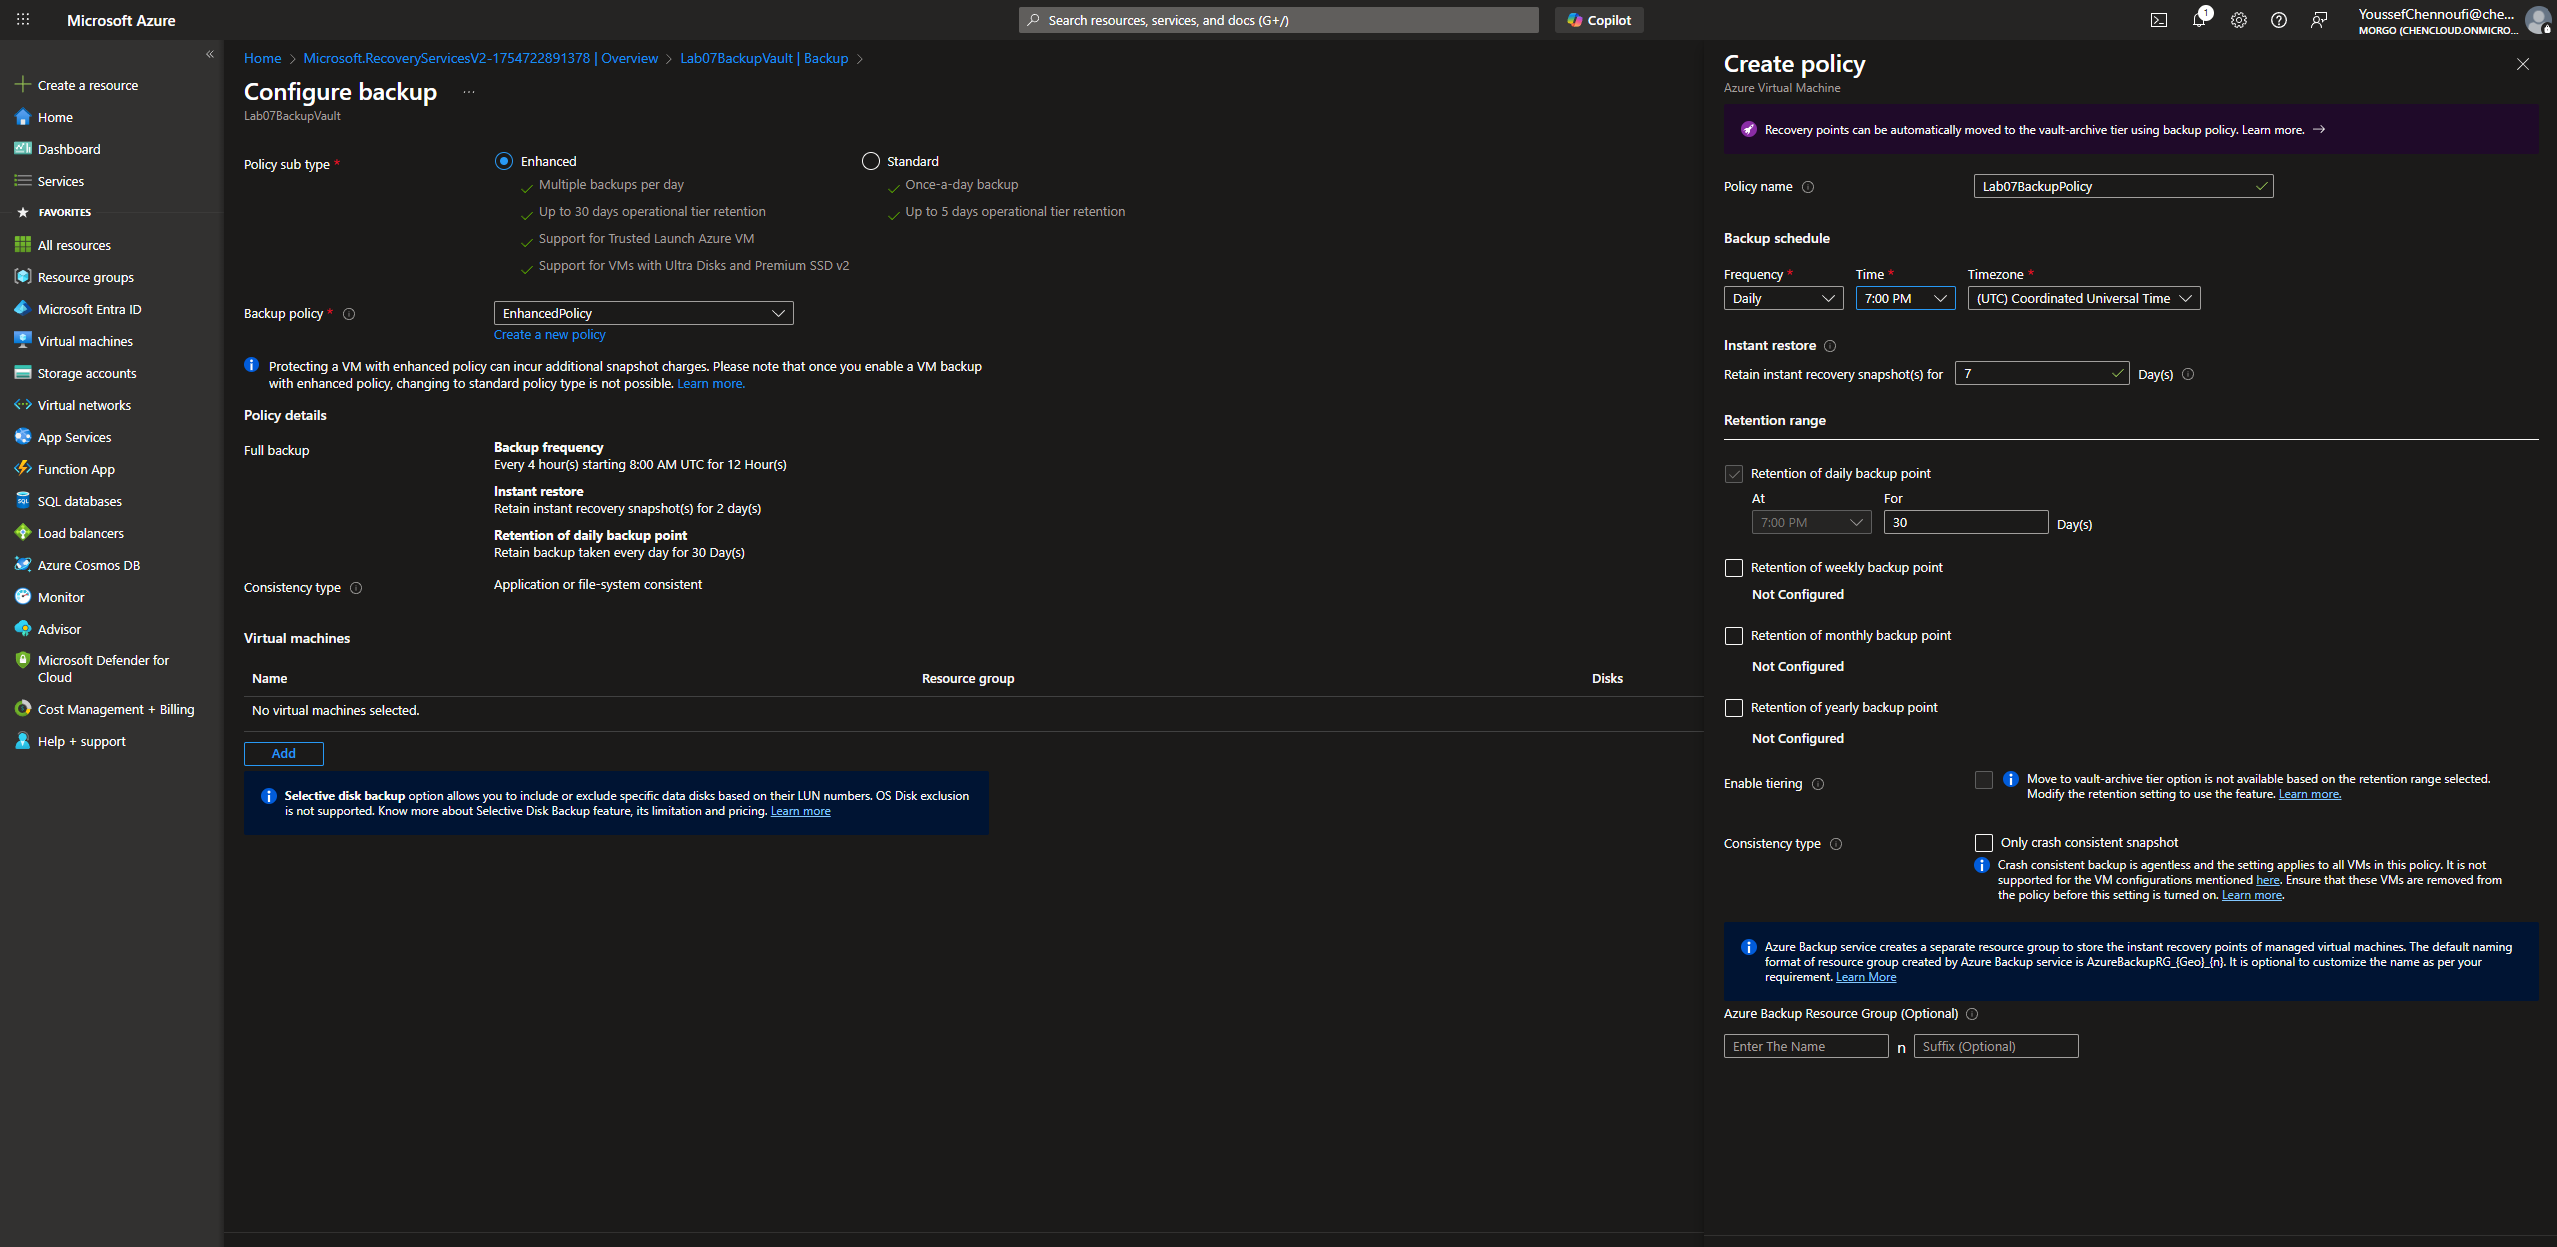 Microsoft Azure
Search resources, services, and docs (G+/)
Copilot
1
YoussefChennoufi@che...
MORGO (CHENCLOUD.ONMICRO...
Create a resource
Home
Dashboard
Services
FAVORITES
All resources
Resource groups
Microsoft Entra ID
Virtual machines
Storage accounts
Virtual networks
App Services
Function App
SQL databases
Load balancers
Azure Cosmos DB
Monitor
Advisor
Microsoft Defender for
Cloud
Cost Management + Billing
Help + support
Home > Microsoft.RecoveryServicesV2-1754722891378 | Overview > Lab07BackupVault | Backup >
Configure backup ...
Lab07BackupVault
Policy sub type *
Enhanced
Multiple backups per day
Up to 30 days operational tier retention
Support for Trusted Launch Azure VM
Support for VMs with Ultra Disks and Premium SSD v2
Standard
Once-a-day backup
Up to 5 days operational tier retention
Backup policy *
EnhancedPolicy
Create a new policy
Protecting a VM with enhanced policy can incur additional snapshot charges. Please note that once you enable a VM backup
with enhanced policy, changing to standard policy type is not possible. Learn more.
Policy details
Full backup
Backup frequency
Every 4 hour(s) starting 8:00 AM UTC for 12 Hour(s)
Instant restore
Retain instant recovery snapshot(s) for 2 day(s)
Retention of daily backup point
Retain backup taken every day for 30 Day(s)
Consistency type
Application or file-system consistent
Virtual machines
Name Resource group Disks
No virtual machines selected.
Add
Selective disk backup option allows you to include or exclude specific data disks based on their LUN numbers. OS Disk exclusion
is not supported. Know more about Selective Disk Backup feature, its limitation and pricing. Learn more
Create policy
Azure Virtual Machine
Recovery points can be automatically moved to the vault-archive tier using backup policy. Learn more.
Policy name
Lab07BackupPolicy
Backup schedule
Frequency * Time * Timezone *
Daily 7:00 PM (UTC) Coordinated Universal Time
Instant restore
Retain instant recovery snapshot(s) for 7 Day(s)
Retention range
Retention of daily backup point
At For
7:00 PM 30 Day(s)
Retention of weekly backup point
Not Configured
Retention of monthly backup point
Not Configured
Retention of yearly backup point
Not Configured
Enable tiering
Move to vault-archive tier option is not available based on the retention range selected.
Modify the retention setting to use the feature. Learn more.
Consistency type
Only crash consistent snapshot
Crash consistent backup is agentless and the setting applies to all VMs in this policy. It is not
supported for the VM configurations mentioned here. Ensure that these VMs are removed from
the policy before this setting is turned on. Learn more.
Azure Backup service creates a separate resource group to store the instant recovery points of managed virtual machines. The default naming
format of resource group created by Azure Backup service is AzureBackupRG_{Geo}_{n}. It is optional to customize the name as per your
requirement. Learn More
Azure Backup Resource Group (Optional)
Enter The Name n Suffix (Optional)